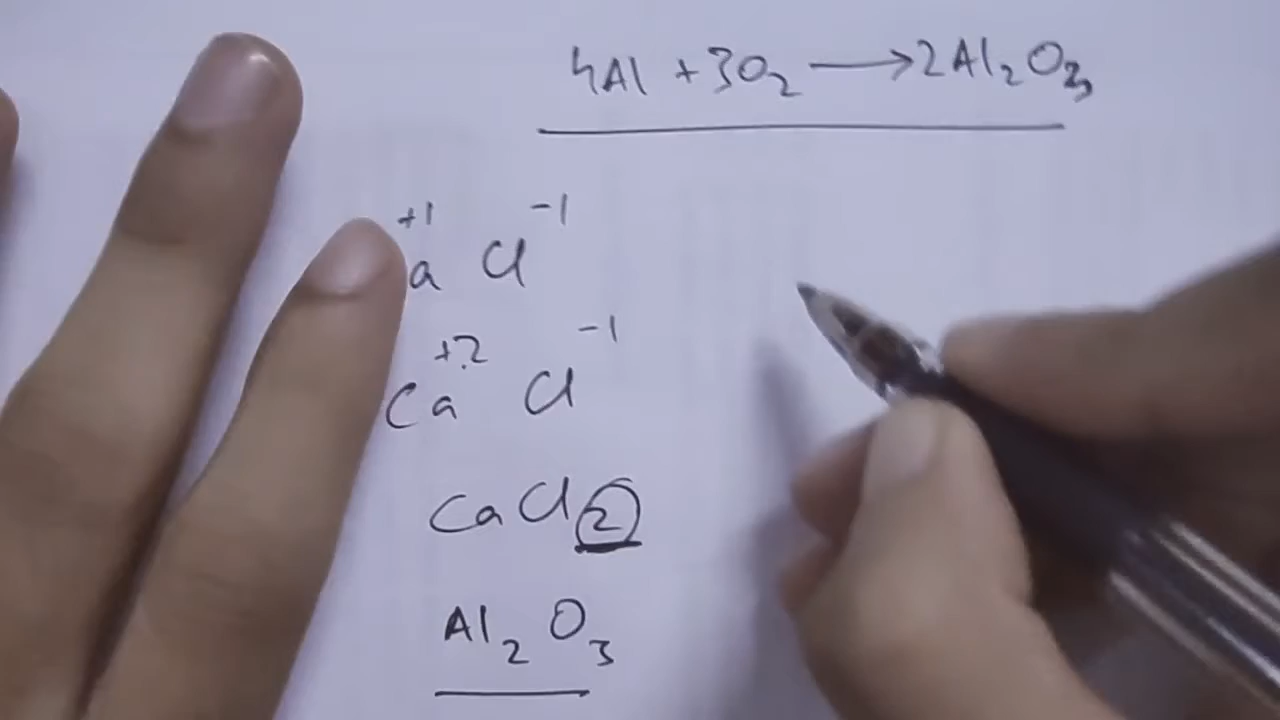 4Al + 3O₂ → 2Al₂O₃
+1 -1
a Cl
+2 -1
Ca Cl
CaCl2
Al₂O₃